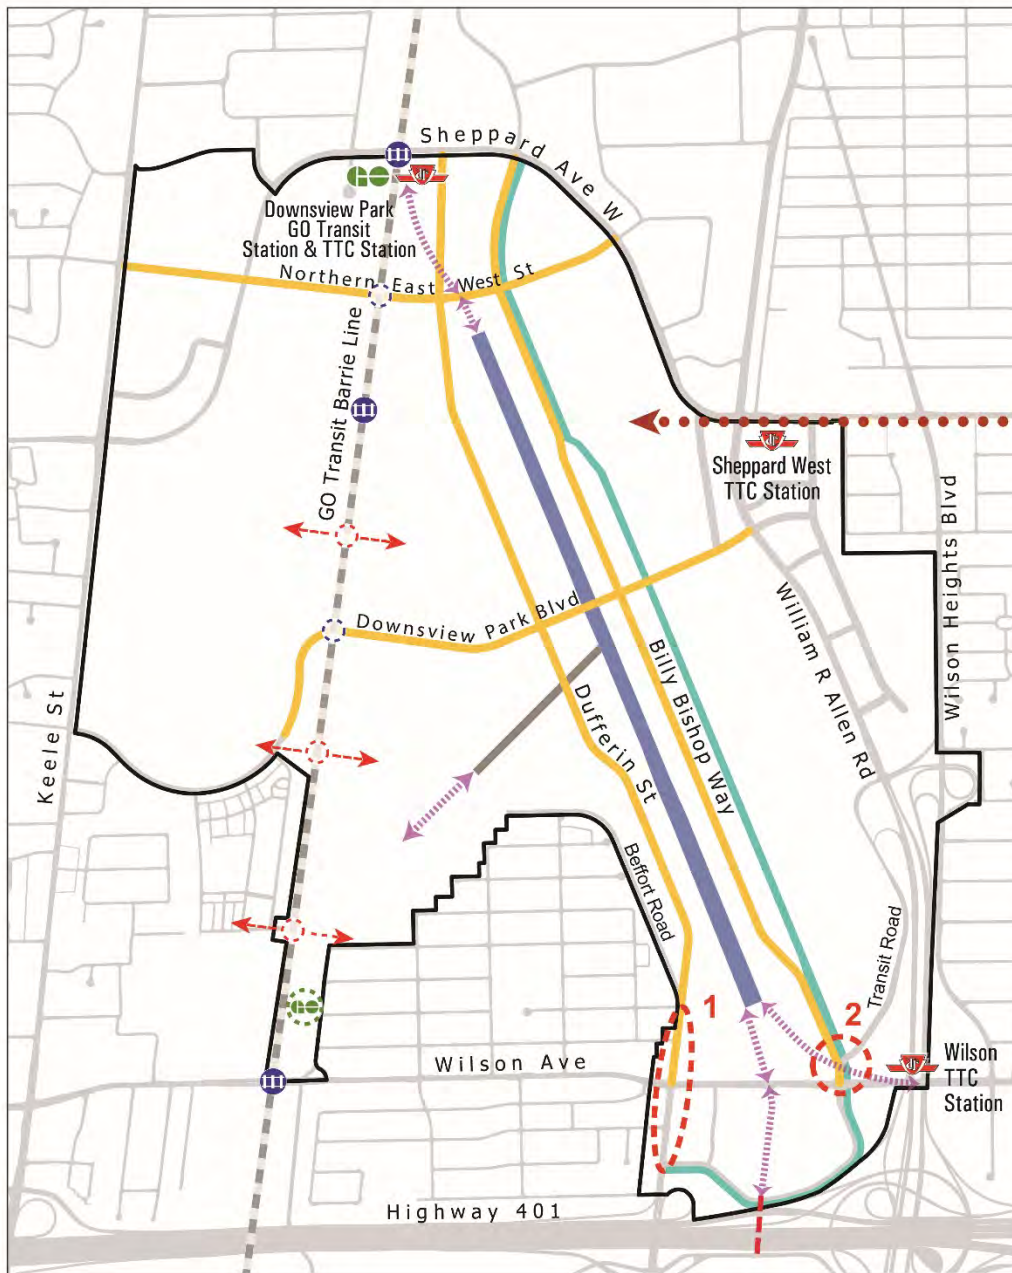 Sheppard Ave W
Downsview Park
GO Transit
Station & TTC Station
Northern East West St
GO Transit Barrie Line
Sheppard West
TTC Station
Wilson Heights Blvd
Downsview Park Blvd
William R Allen Rd
Billy Bishop Way
Keele St
Dufferin St
Beffort Road
Transit Road
1
2
Wilson Ave
Wilson
TTC
Station
Highway 401